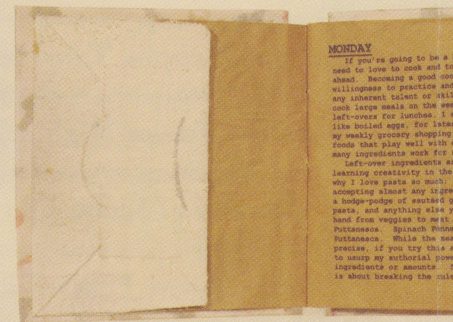 MONDAY
If you're going to be a
need to love to cook and to
ahead. Becoming a good coo
willingness to practice and
any inherent talent or skil
cook large meals on the wee
left-overs for lunches. I a
like boiled eggs, for late
my weekly grocery shopping
foods that play well with
many ingredients work for
Left-over ingredients a
learning creativity in the
why I love pasta so much:
accepting almost any ingre
a hodge-podge of sautéed g
pasta, and anything else y
hand from veggies to meat
Puttanesca. Spinach Penne
Puttanesca. While the mea
precise, if you try this
to usurp my authorial powe
ingredients or amounts.
is about breaking the rule